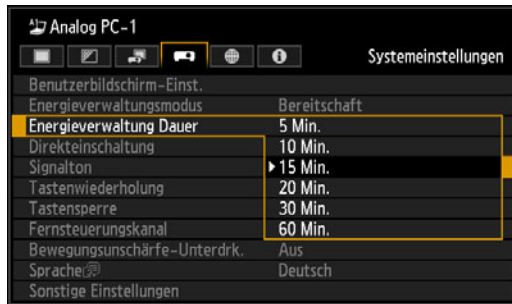 Analog PC-1
Systemeinstellungen
Benutzerbildschirm-Einst.
Energieverwaltungsmodus Bereitschaft
Energieverwaltung Dauer 5 Min.
Direkteinschaltung 10 Min.
Signalton 15 Min.
Tastenwiederholung 20 Min.
Tastensperre 30 Min.
Fernsteuerungskanal 60 Min.
Bewegungsunschärfe-Unterdrk. Aus
Sprache Deutsch
Sonstige Einstellungen